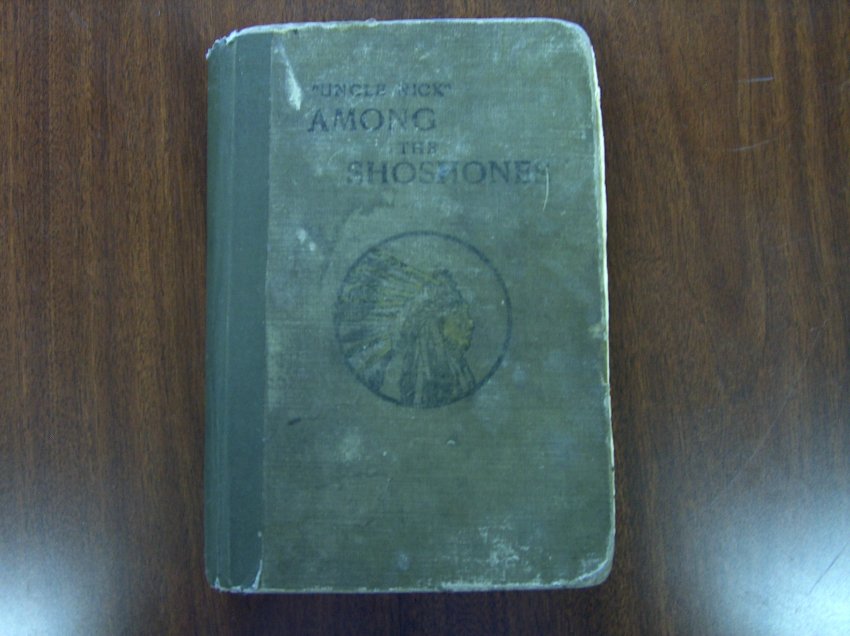 "UNCLE NICK"
AMONG
THE
SHOSHONES